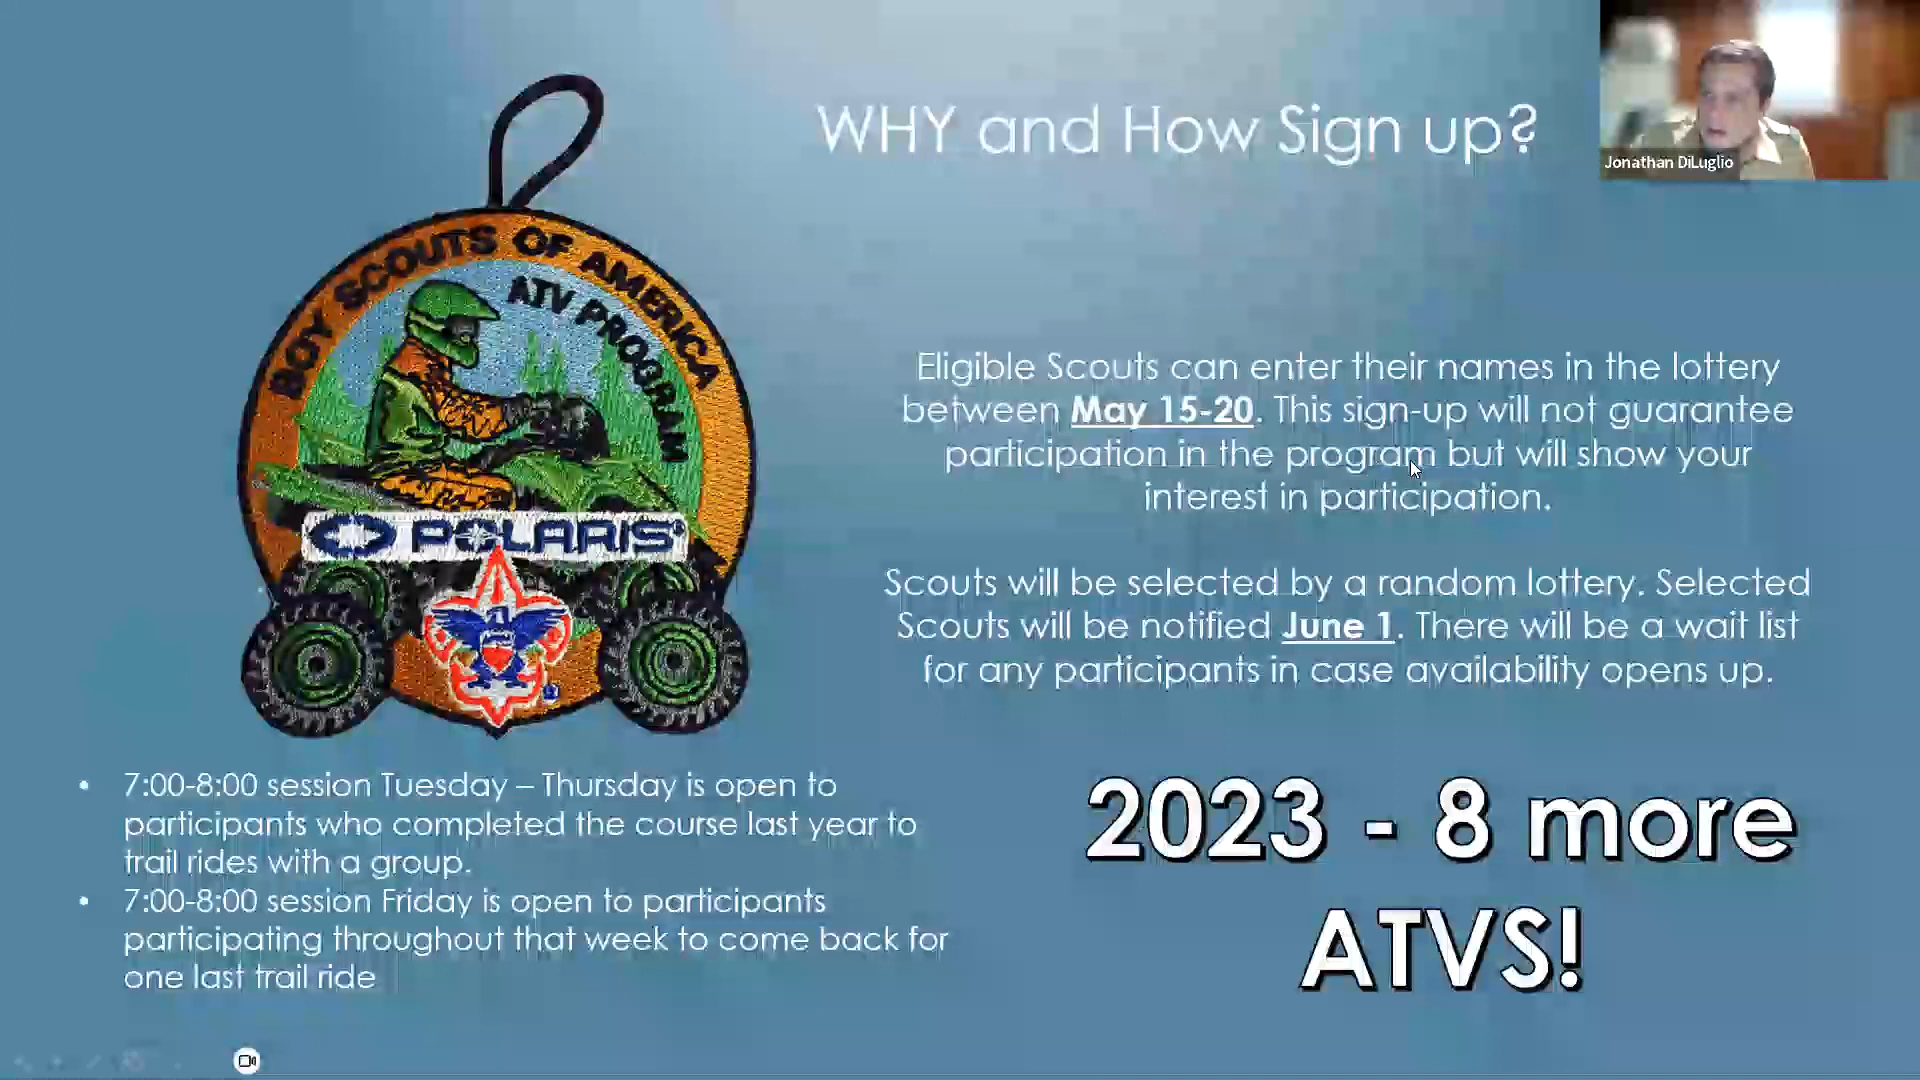 WHY and How Sign up?
Jonathan DiLuglio
BOY SCOUTS OF AMERICA
ATV PROGRAM
POLARIS®
Eligible Scouts can enter their names in the lottery
between May 15-20. This sign-up will not guarantee
participation in the program but will show your
interest in participation.
Scouts will be selected by a random lottery. Selected
Scouts will be notified June 1. There will be a wait list
for any participants in case availability opens up.
• 7:00-8:00 session Tuesday – Thursday is open to
participants who completed the course last year to
trail rides with a group.
• 7:00-8:00 session Friday is open to participants
participating throughout that week to come back for
one last trail ride
2023 - 8 more
ATVS!